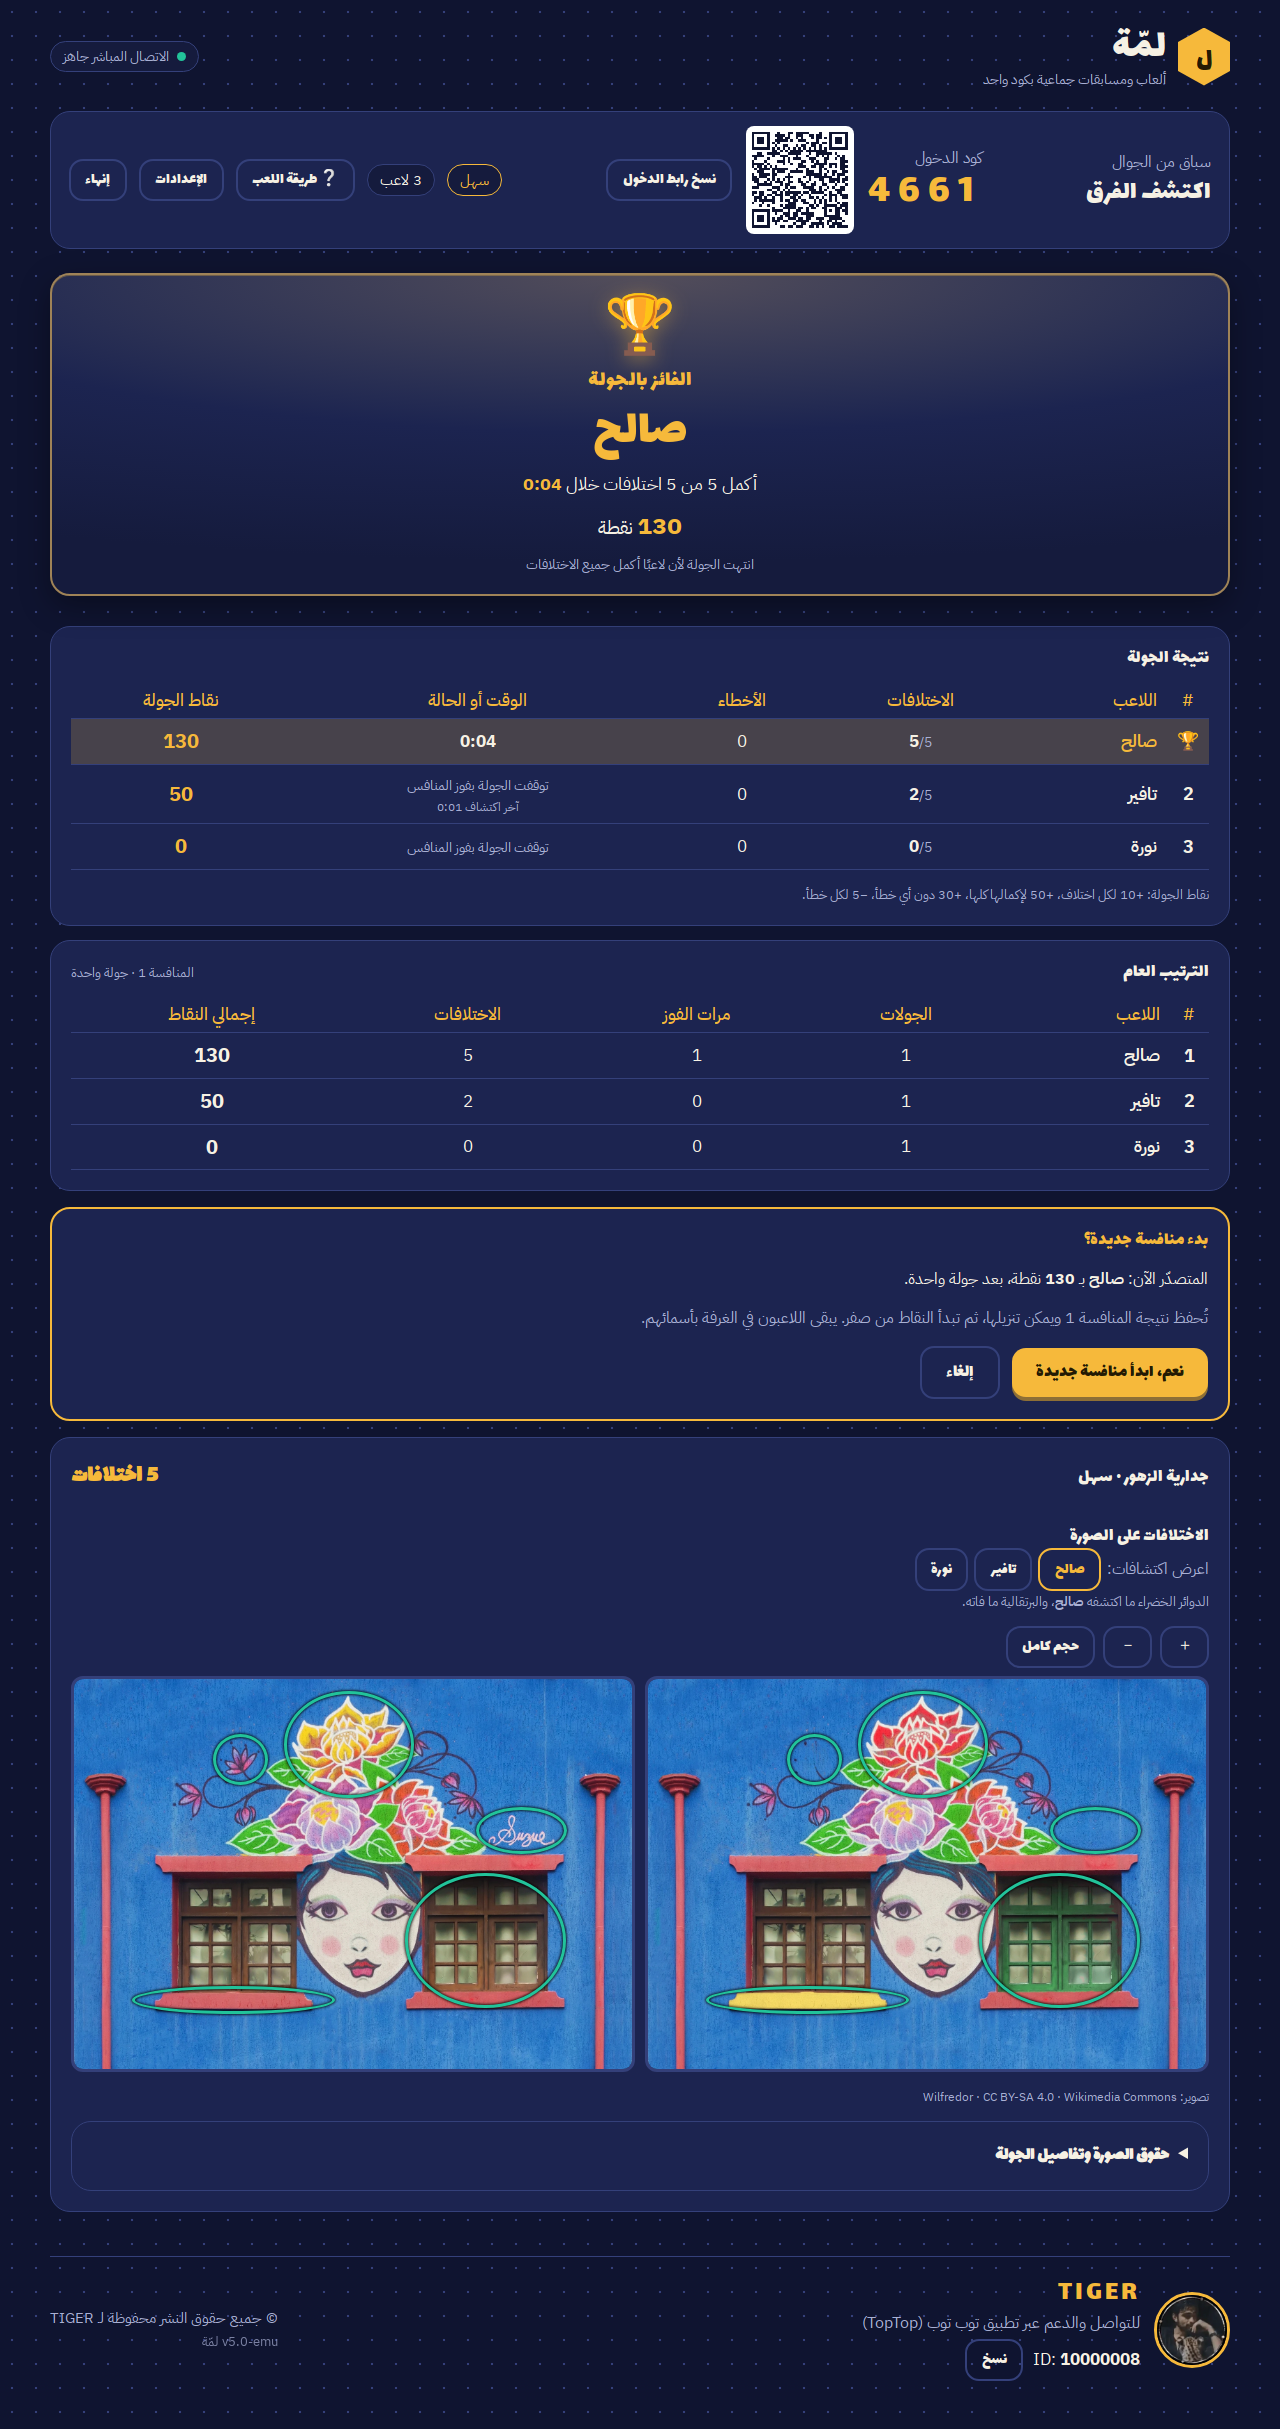 ل
لمّة
ألعاب ومسابقات جماعية بكود واحد
الاتصال المباشر جاهز
سباق من الجوال
اكتشف الفرق
كود الدخول
4661
نسخ رابط الدخول
سهل
3 لاعب
❔ طريقة اللعب
الإعدادات
إنهاء
الفائز بالجولة
صالح
أكمل 5 من 5 اختلافات خلال 0:04
130 نقطة
انتهت الجولة لأن لاعبًا أكمل جميع الاختلافات
نتيجة الجولة
# اللاعب الاختلافات الأخطاء الوقت أو الحالة نقاط الجولة
🏆 صالح 5/5 0 0:04 130
2 تافير 2/5 0 توقفت الجولة بفوز المنافس 50
آخر اكتشاف 0:01
3 نورة 0/5 0 توقفت الجولة بفوز المنافس 0
نقاط الجولة: +10 لكل اختلاف، +50 لإكمالها كلها، +30 دون أي خطأ، −5 لكل خطأ.
الترتيب العام
المنافسة 1 · جولة واحدة
# اللاعب الجولات مرات الفوز الاختلافات إجمالي النقاط
1 صالح 1 1 5 130
2 تافير 1 0 2 50
3 نورة 1 0 0 0
بدء منافسة جديدة؟
المتصدّر الآن: صالح بـ 130 نقطة، بعد جولة واحدة.
تُحفظ نتيجة المنافسة 1 ويمكن تنزيلها، ثم تبدأ النقاط من صفر. يبقى اللاعبون في الغرفة بأسمائهم.
نعم، ابدأ منافسة جديدة
إلغاء
جدارية الزهور · سهل
5 اختلافات
الاختلافات على الصورة
اعرض اكتشافات: صالح تافير نورة
الدوائر الخضراء ما اكتشفه صالح، والبرتقالية ما فاته.
+ − حجم كامل
تصوير: Wilfredor · CC BY-SA 4.0 · Wikimedia Commons
◀ حقوق الصورة وتفاصيل الجولة
TIGER
للتواصل والدعم عبر تطبيق توب توب (TopTop)
ID: 10000008
نسخ
© جميع حقوق النشر محفوظة لـ TIGER
لمّة v5.0-emu